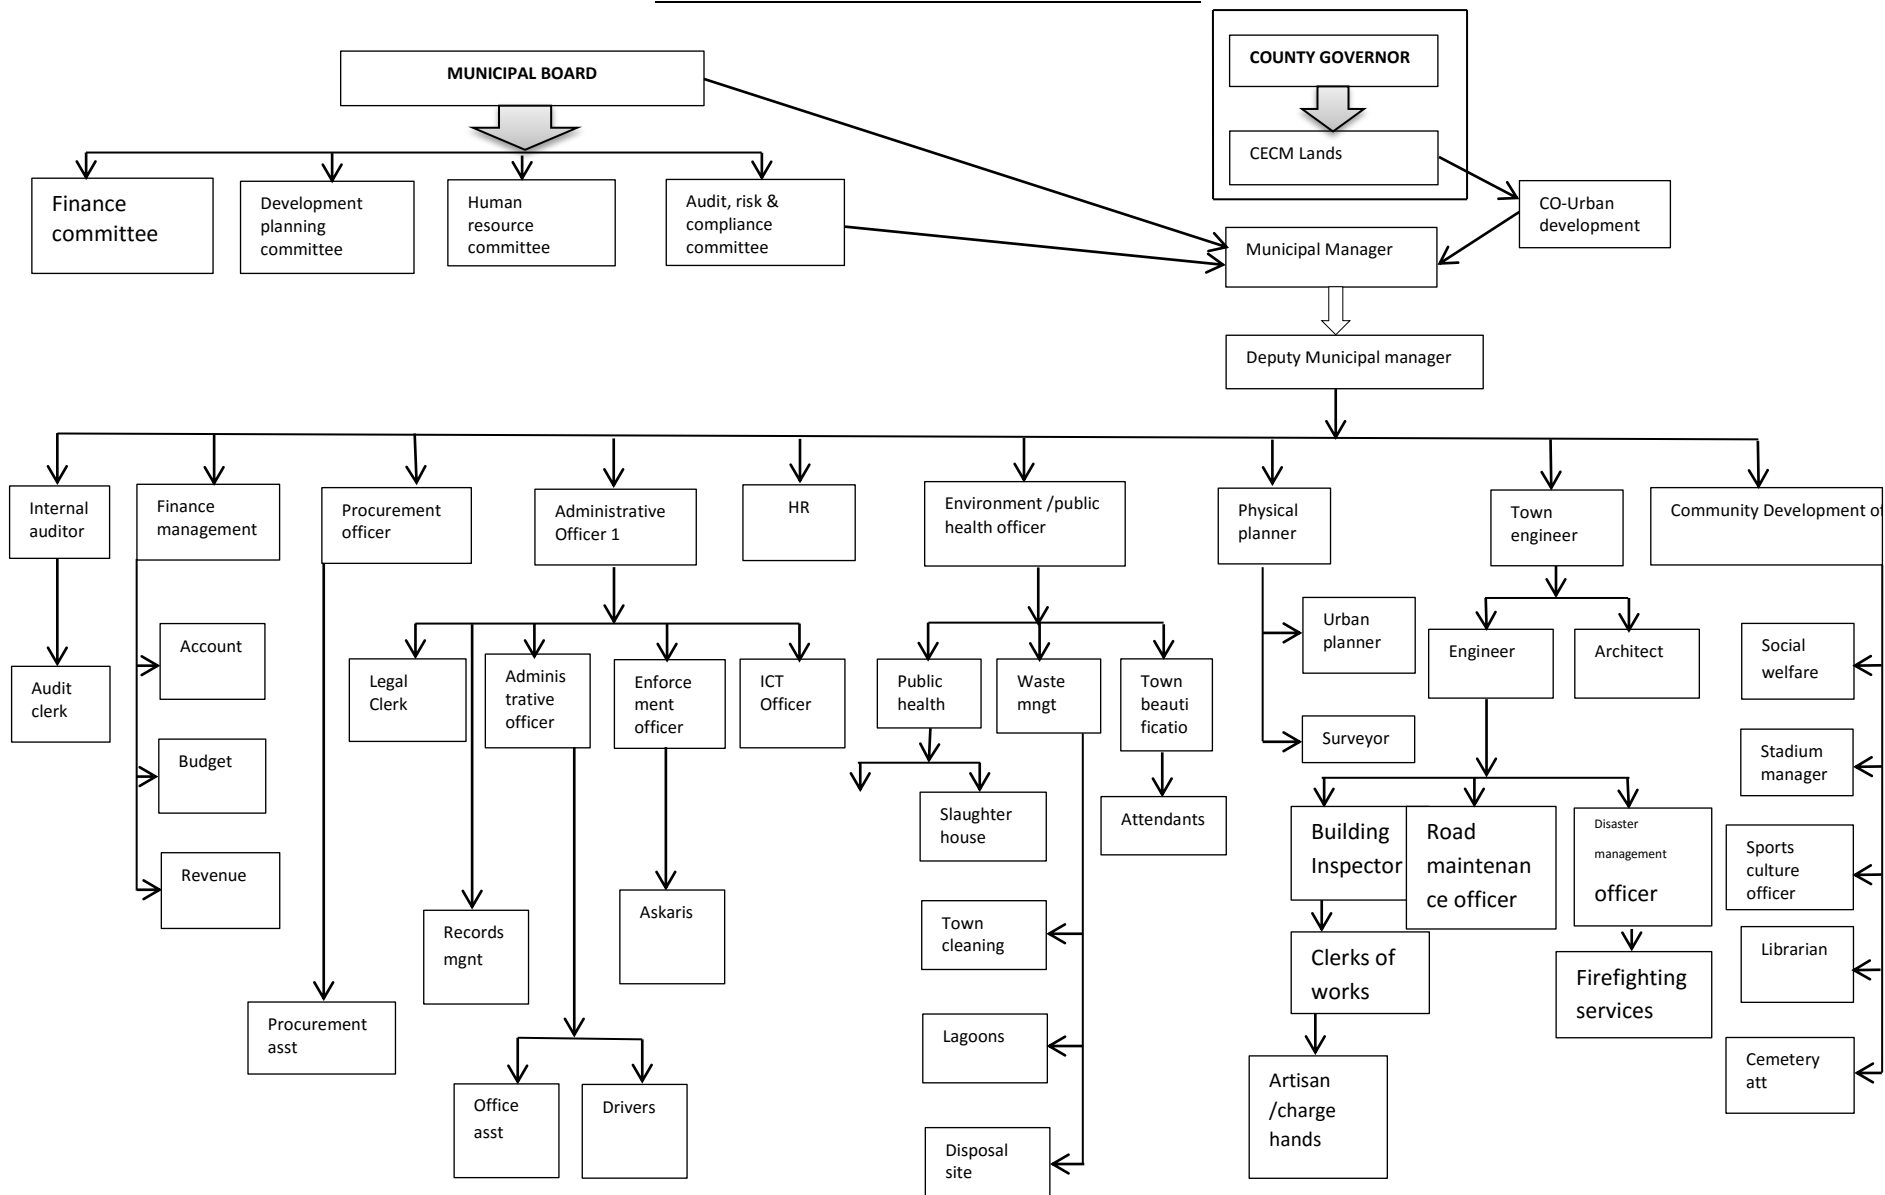 MUNICIPAL BOARD
COUNTY GOVERNOR
CECM Lands
Finance
committee
Development
planning
committee
Human
resource
committee
Audit, risk &
compliance
committee
CO-Urban
development
Municipal Manager
Deputy Municipal manager
Internal
auditor
Finance
management
Procurement
officer
Administrative
Officer 1
HR
Environment /public
health officer
Physical
planner
Town
engineer
Community Development of
Audit
clerk
Account
Budget
Revenue
Procurement
asst
Legal
Clerk
Records
mgnt
Adminis
trative
officer
Enforce
ment
officer
ICT
Officer
Askaris
Office
asst
Drivers
Public
health
Waste
mngt
Town
beauti
ficatio
Slaughter
house
Attendants
Town
cleaning
Lagoons
Disposal
site
Urban
planner
Surveyor
Engineer
Architect
Building
Inspector
Road
maintenan
ce officer
Disaster
management
officer
Clerks of
works
Firefighting
services
Artisan
/charge
hands
Social
welfare
Stadium
manager
Sports
culture
officer
Librarian
Cemetery
att